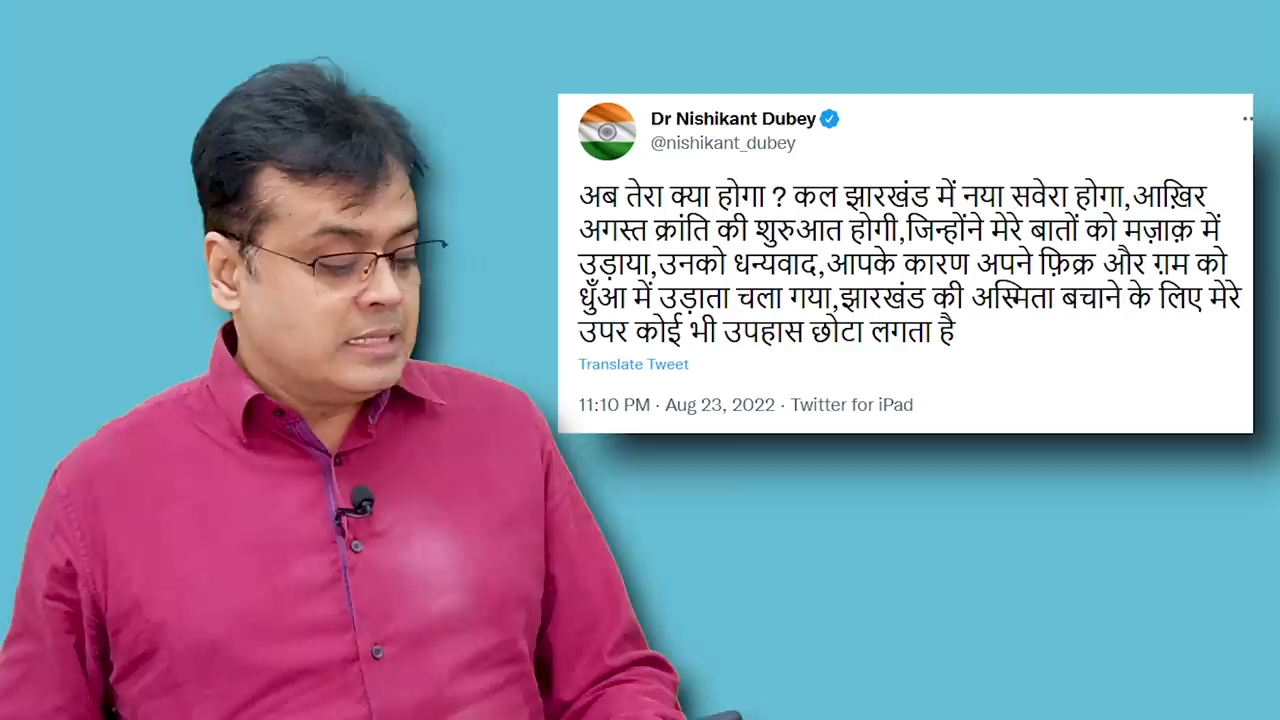 Dr Nishikant Dubey
@nishikant_dubey
अब तेरा क्या होगा ? कल झारखंड में नया सवेरा होगा,आख़िर
अगस्त क्रांति की शुरुआत होगी,जिन्होंने मेरे बातों को मज़ाक़ में
उड़ाया,उनको धन्यवाद,आपके कारण अपने फ़िक्र और ग़म को
धुँआ में उड़ाता चला गया,झारखंड की अस्मिता बचाने के लिए मेरे
उपर कोई भी उपहास छोटा लगता है
Translate Tweet
11:10 PM · Aug 23, 2022 · Twitter for iPad